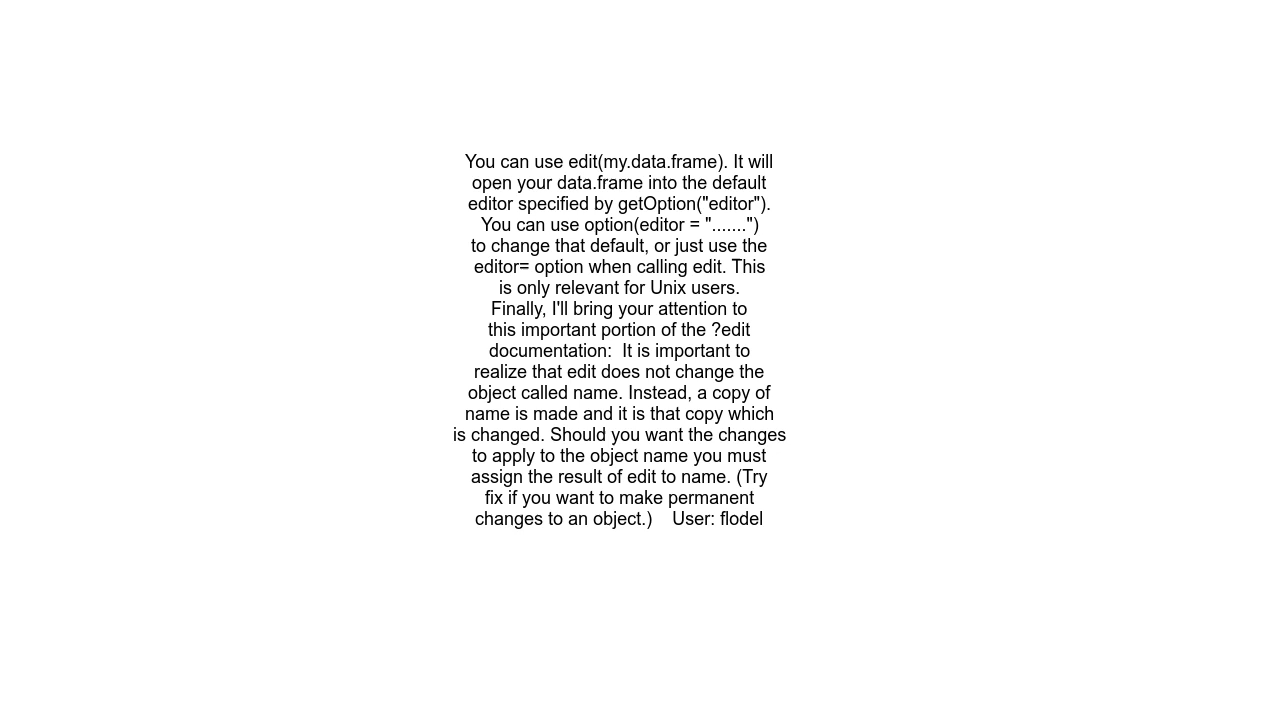 You can use edit(my.data.frame). It will
open your data.frame into the default
editor specified by getOption("editor").
You can use option(editor = ".......")
to change that default, or just use the
editor= option when calling edit. This
is only relevant for Unix users.
Finally, I'll bring your attention to
this important portion of the ?edit
documentation:  It is important to
realize that edit does not change the
object called name. Instead, a copy of
name is made and it is that copy which
is changed. Should you want the changes
to apply to the object name you must
assign the result of edit to name. (Try
fix if you want to make permanent
changes to an object.)    User: flodel